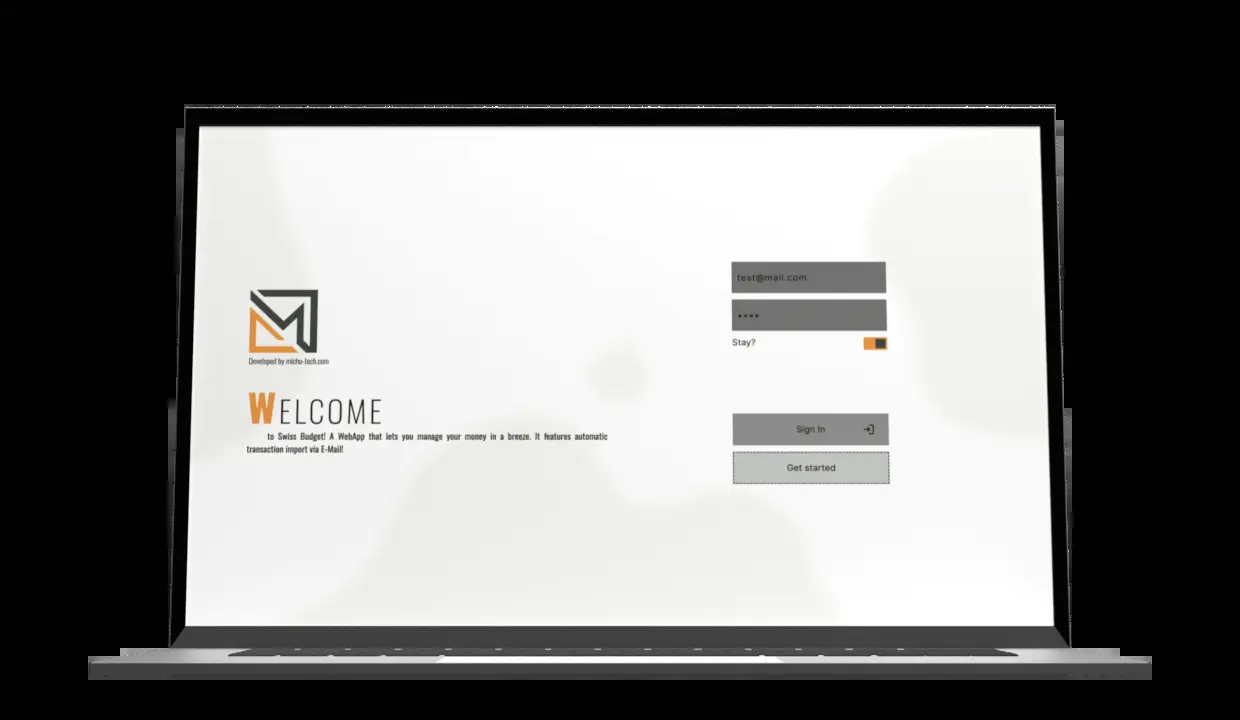 Developed by michu-tech.com
WELCOME
to Swiss Budget! A WebApp that lets you manage your money in a breeze. It features automatic
transaction import via E-Mail!
test@mail.com
••••
Stay?
Sign In
Get started